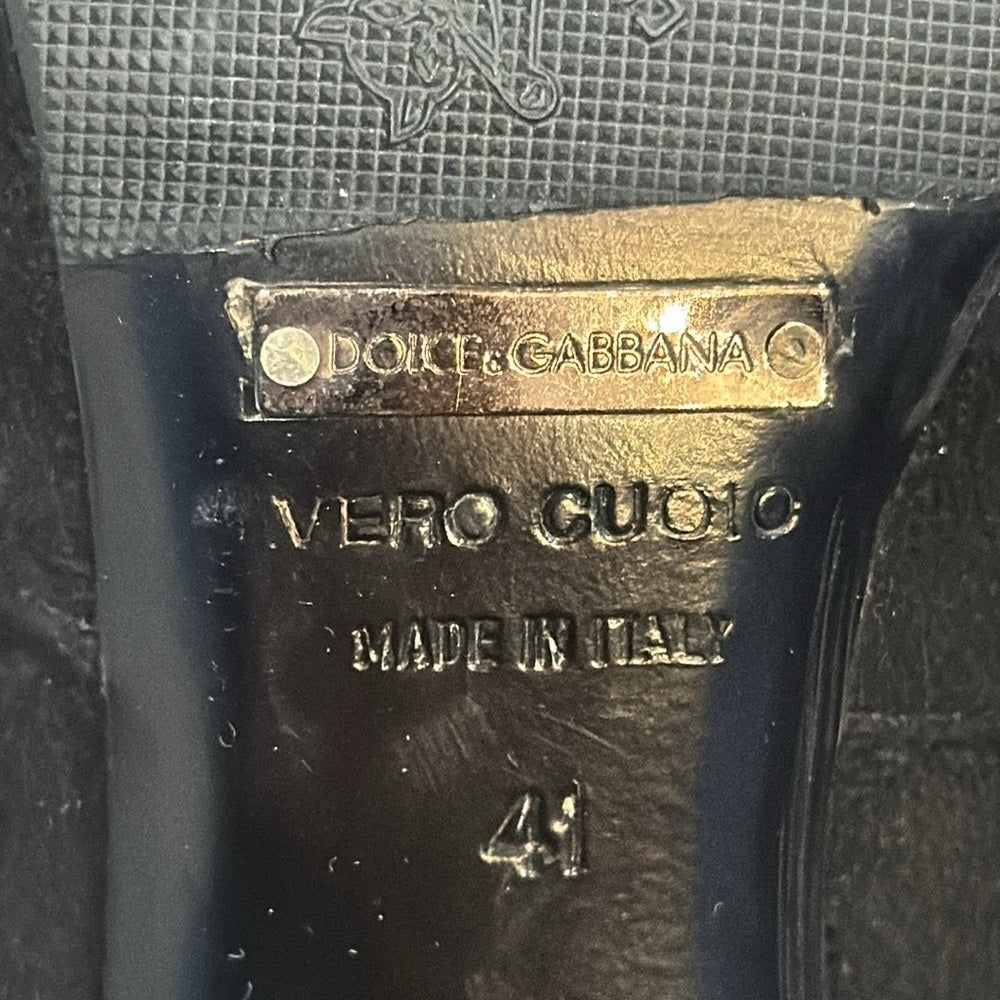 DOLCE & GABBANA
VERO CUOIO
MADE IN ITALY
41